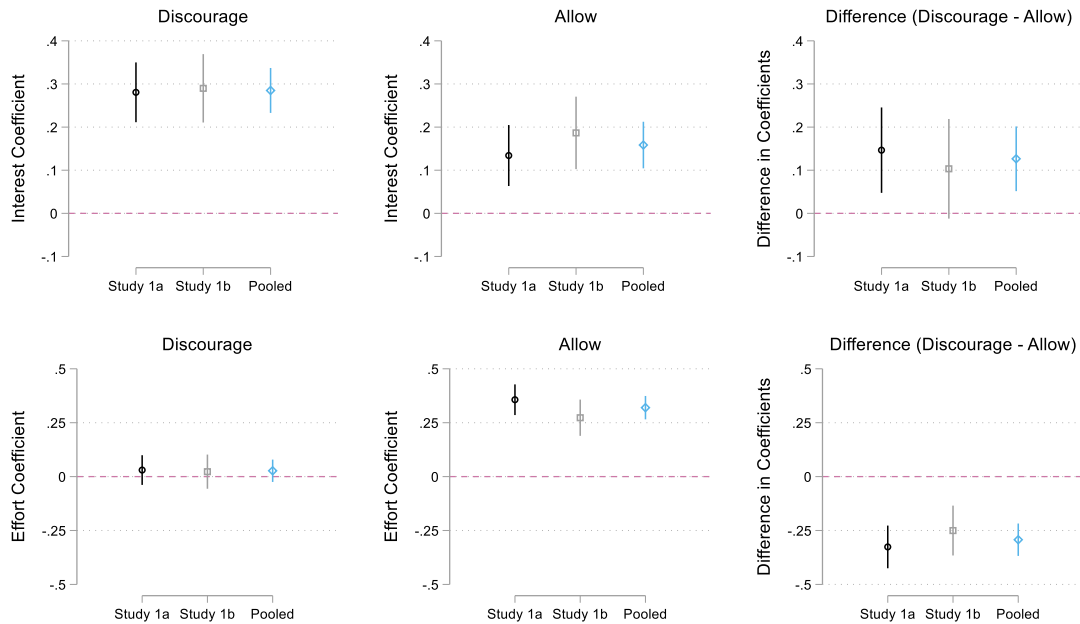 Discourage
Allow
Difference (Discourage - Allow)
Interest Coefficient
.4
.3
.2
.1
0
-.1
Study 1a Study 1b Pooled
Interest Coefficient
.4
.3
.2
.1
0
-.1
Study 1a Study 1b Pooled
Difference in Coefficients
.4
.3
.2
.1
0
-.1
Study 1a Study 1b Pooled
Discourage
Allow
Difference (Discourage - Allow)
Effort Coefficient
.5
.25
0
-.25
-.5
Study 1a Study 1b Pooled
Effort Coefficient
.5
.25
0
-.25
-.5
Study 1a Study 1b Pooled
Difference in Coefficients
.5
.25
0
-.25
-.5
Study 1a Study 1b Pooled